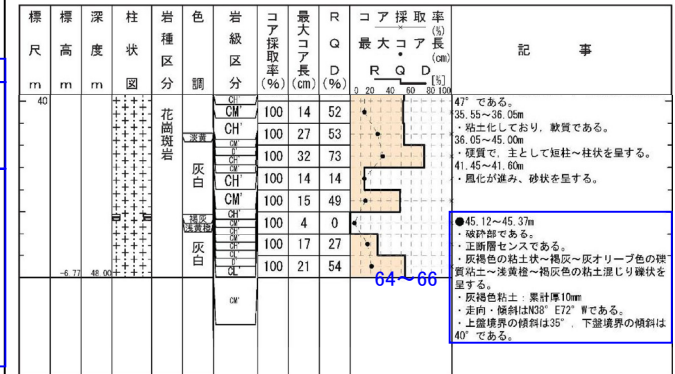 標 標 深 柱 岩 色 岩 コ 最 R コ ア 採 取 率
尺 高 度 状 種 調 級 ア 大 Q (%)
図 区 区 採 コ D 最 大 コ ア 長
分 分 取 ア (cm)
率 長 R Q D
m m m (%) (cm) (%) [%]
0 20 40 60 80 100
記 事
40
花崗斑岩
淡黄
灰白
褐灰
浅黄橙
灰白
CH'
CM'
CH'
CM'
CH'
CM'
CH'
CM'
CH'
CL'
CM'
100 14 52
100 27 53
100 32 73
100 14 14
100 15 49
100 4 0
100 17 27
100 21 54
-6.77 48.00
64~66
47°である。
35.55~36.05m
・粘土化しており，軟質である。
36.05~45.00m
・硬質で，主として短柱~柱状を呈する。
41.45~41.60m
・風化が進み，砂状を呈する。
●45.12~45.37m
・破砕部である。
・正断層センスである。
・灰褐色の粘土状~褐灰~灰オリーブ色の礫
質粘土~浅黄橙~褐灰色の粘土混じり礫状を
呈する。
・灰褐色粘土：累計厚10mm
・走向・傾斜はN38°E72°Wである。
・上盤境界の傾斜は35°，下盤境界の傾斜は
40°である。